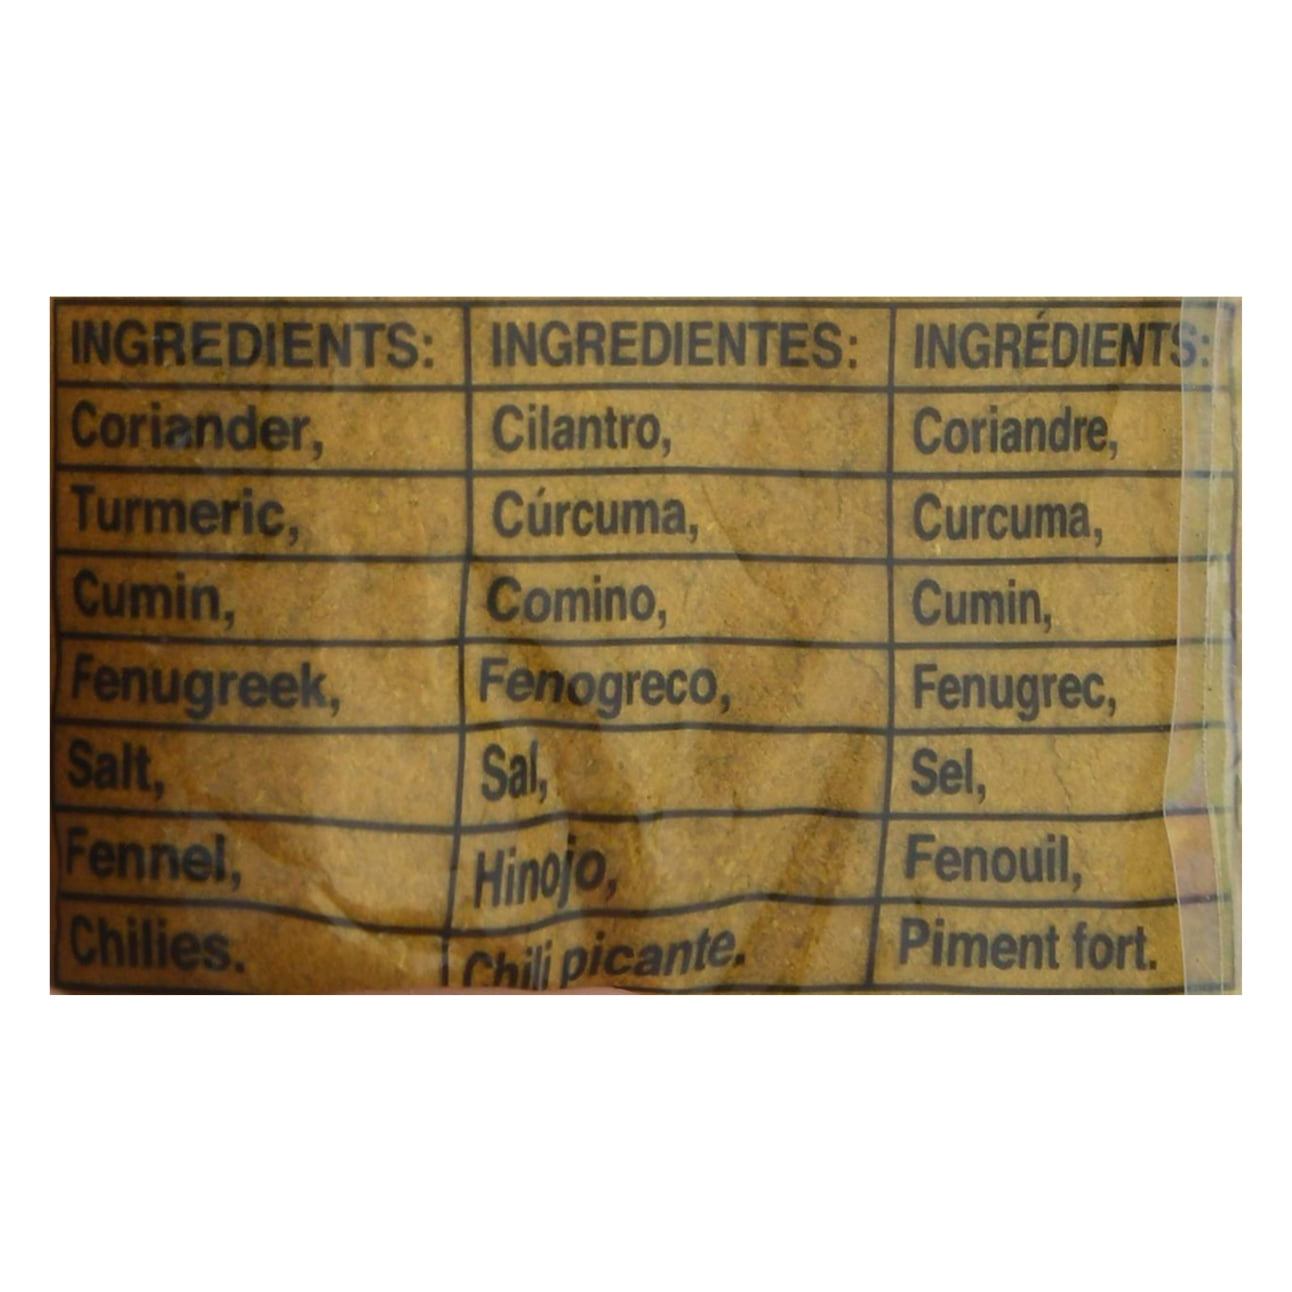 INGREDIENTS: INGREDIENTES: INGRÉDIENTS:
Coriander, Cilantro, Coriandre,
Turmeric, Cúrcuma, Curcuma,
Cumin, Comino, Cumin,
Fenugreek, Fenogreco, Fenugrec,
Salt, Sal, Sel,
Fennel, Hinojo, Fenouil,
Chilies. Chili picante. Piment fort.